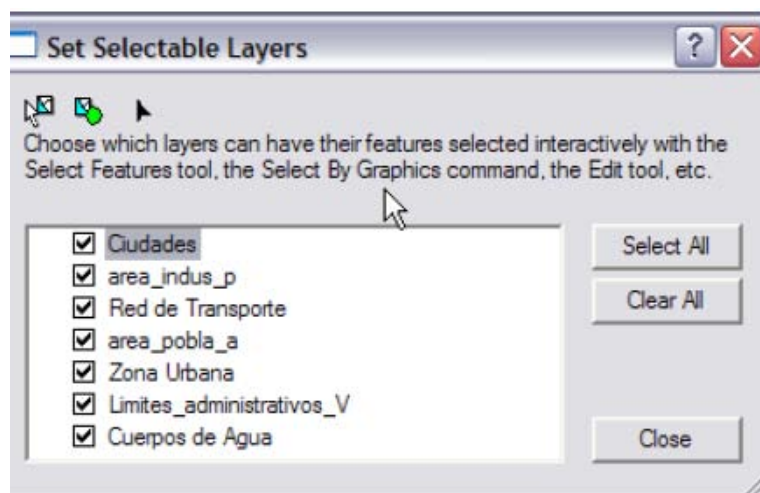 Set Selectable Layers
?
Choose which layers can have their features selected interactively with the
Select Features tool, the Select By Graphics command, the Edit tool, etc.
Ciudades
area_indus_p
Red de Transporte
area_pobla_a
Zona Urbana
Limites_administrativos_V
Cuerpos de Agua
Select All
Clear All
Close